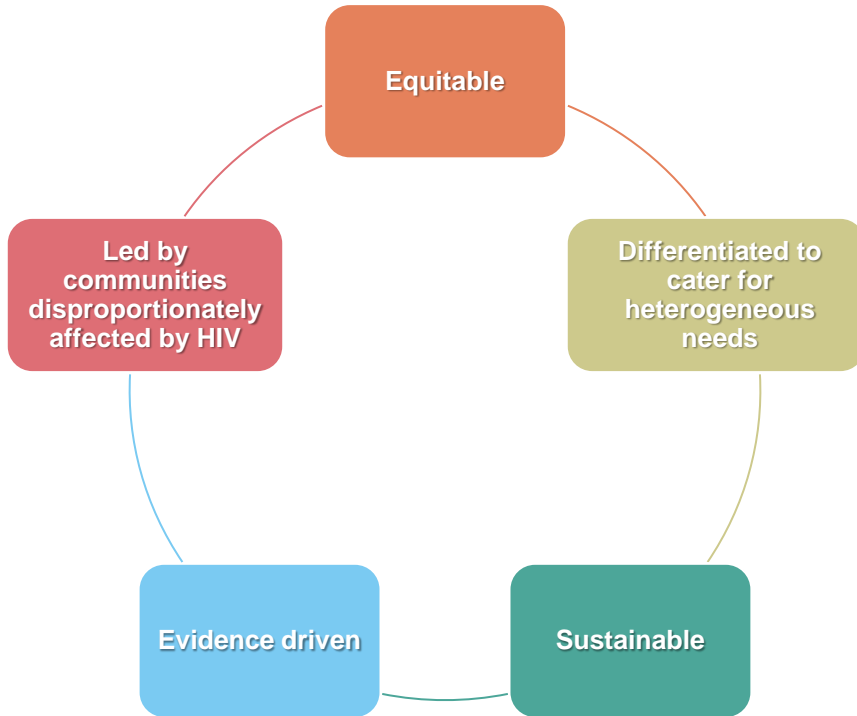 Equitable
Differentiated to
cater for
heterogeneous
needs
Sustainable
Evidence driven
Led by
communities
disproportionately
affected by HIV